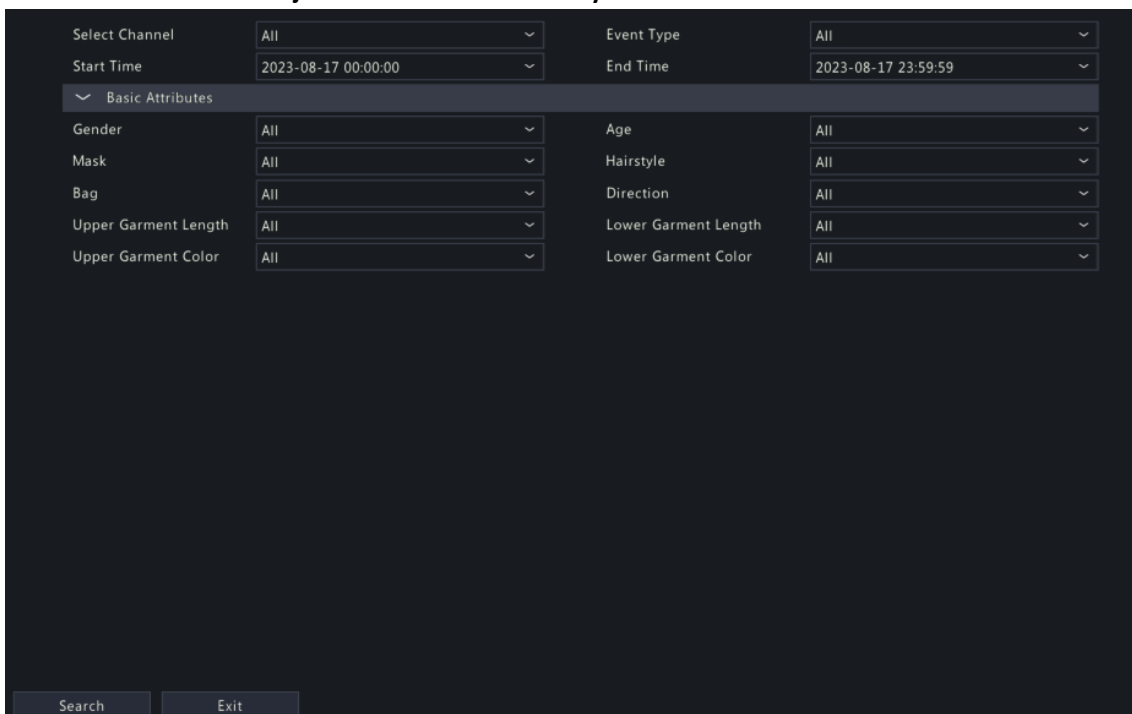 Select Channel All Event Type All
Start Time 2023-08-17 00:00:00 End Time 2023-08-17 23:59:59
Basic Attributes
Gender All Age All
Mask All Hairstyle All
Bag All Direction All
Upper Garment Length All Lower Garment Length All
Upper Garment Color All Lower Garment Color All
Search Exit